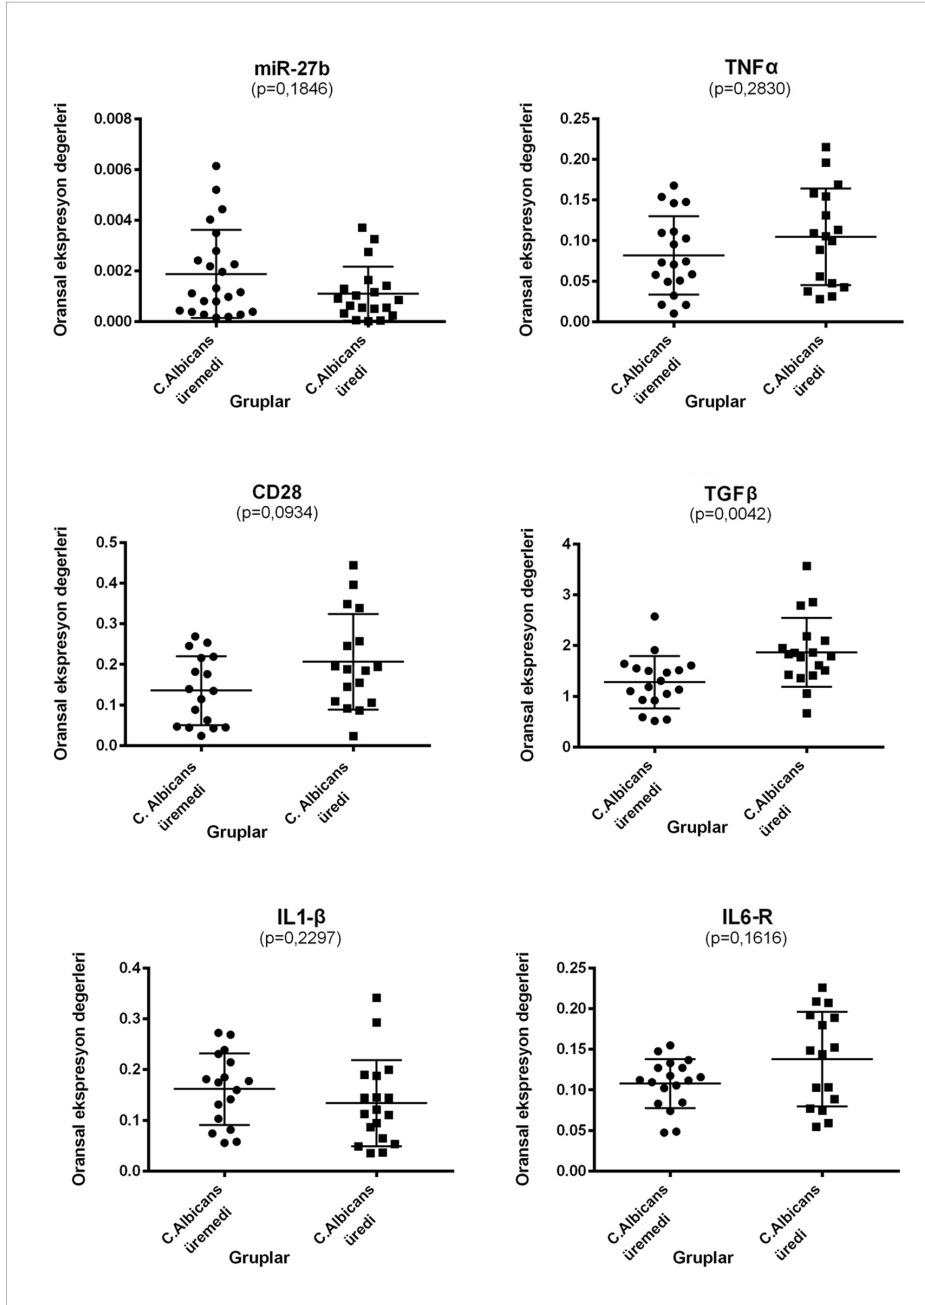 miR-27b
(p=0,1846)
Oransal ekspresyon degerleri
0.008
0.006
0.004
0.002
0.000
C.Albicans
üremedi
C.Albicans
üredi
Gruplar
TNFα
(p=0,2830)
Oransal ekspresyon degerleri
0.25
0.20
0.15
0.10
0.05
0.00
C.Albicans
üremedi
C.Albicans
üredi
Gruplar
CD28
(p=0,0934)
Oransal ekspresyon degerleri
0.5
0.4
0.3
0.2
0.1
0.0
C. Albicans
üremedi
C. Albicans
üredi
Gruplar
TGFβ
(p=0,0042)
Oransal ekspresyon degerleri
4
3
2
1
0
C.Albicans
üremedi
C.Albicans
üredi
Gruplar
IL1-β
(p=0,2297)
Oransal ekspresyon degerleri
0.4
0.3
0.2
0.1
0.0
C.Albicans
üremedi
C.Albicans
üredi
Gruplar
IL6-R
(p=0,1616)
Oransal ekspresyon degerleri
0.25
0.20
0.15
0.10
0.05
0.00
C.Albicans
üremedi
C.Albicans
üredi
Gruplar